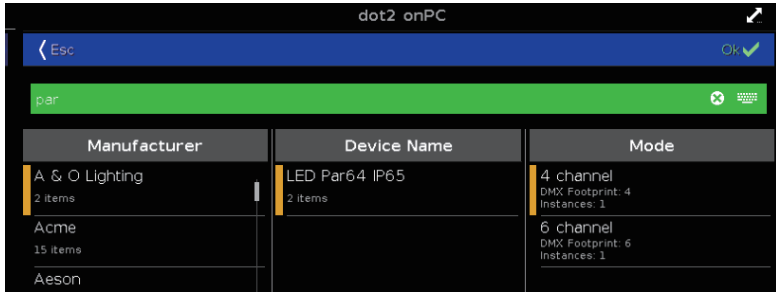 dot2 onPC
Esc
Ok
par
Manufacturer
Device Name
Mode
A & O Lighting
2 items
Acme
15 items
Aeson
LED Par64 IP65
2 items
4 channel
DMX Footprint: 4
Instances: 1
6 channel
DMX Footprint: 6
Instances: 1